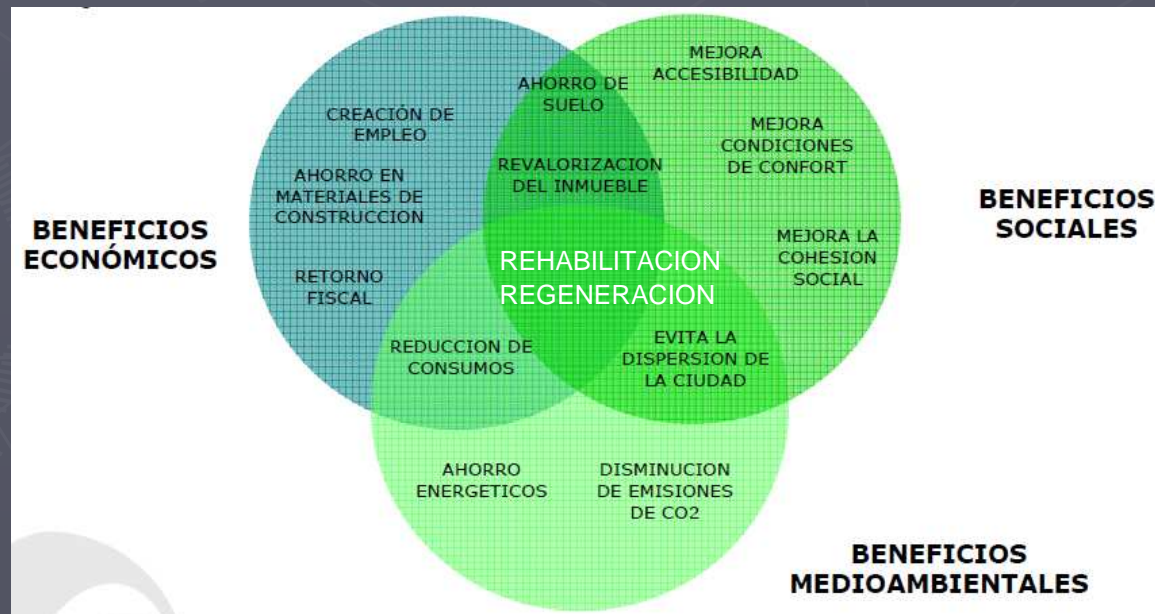 BENEFICIOS
ECONÓMICOS
CREACIÓN DE
EMPLEO
AHORRO EN
MATERIALES DE
CONSTRUCCION
RETORNO
FISCAL
AHORRO DE
SUELO
REVALORIZACION
DEL INMUEBLE
MEJORA
ACCESIBILIDAD
MEJORA
CONDICIONES
DE CONFORT
MEJORA LA
COHESION
SOCIAL
BENEFICIOS
SOCIALES
REHABILITACION
REGENERACION
REDUCCION DE
CONSUMOS
EVITA LA
DISPERSION DE
LA CIUDAD
AHORRO
ENERGETICOS
DISMINUCION
DE EMISIONES
DE CO2
BENEFICIOS
MEDIOAMBIENTALES